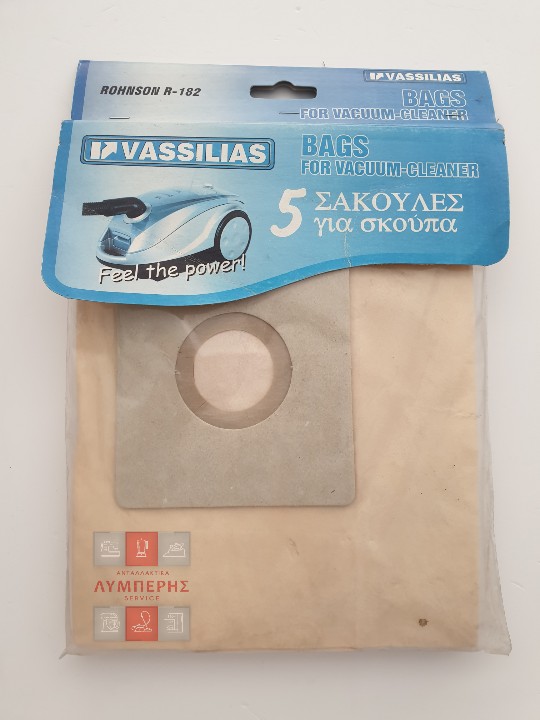 VASSILIAS
ROHNSON R-182
BAGS
FOR VACUUM-CLEANER
VASSILIAS
BAGS
FOR VACUUM-CLEANER
5 ΣΑΚΟΥΛΕΣ
για σκούπα
Feel the power!
ΑΝΤΑΛΛΑΚΤΙΚΑ
ΛΥΜΠΕΡΗΣ
SERVICE